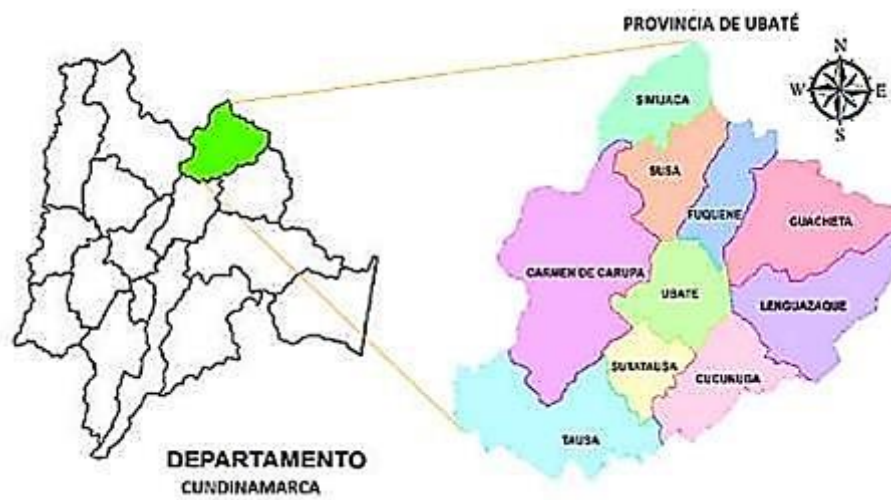 PROVINCIA DE UBATÉ
N
W E
S
SIMIJACA
SUSA
FUQUENE
GUACHETA
CARMEN DE CARUPA
UBATE
LENGUAZAQUE
SUTATAUSA
CUCUNUBA
TAUSA
DEPARTAMENTO
CUNDINAMARCA